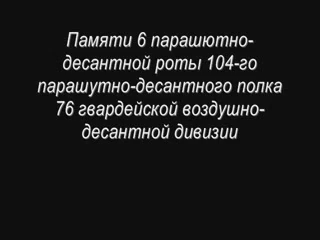 Памяти 6 парашютно-
десантной роты 104-го
парашутно-десантного полка
76 гвардейской воздушно-
десантной дивизии